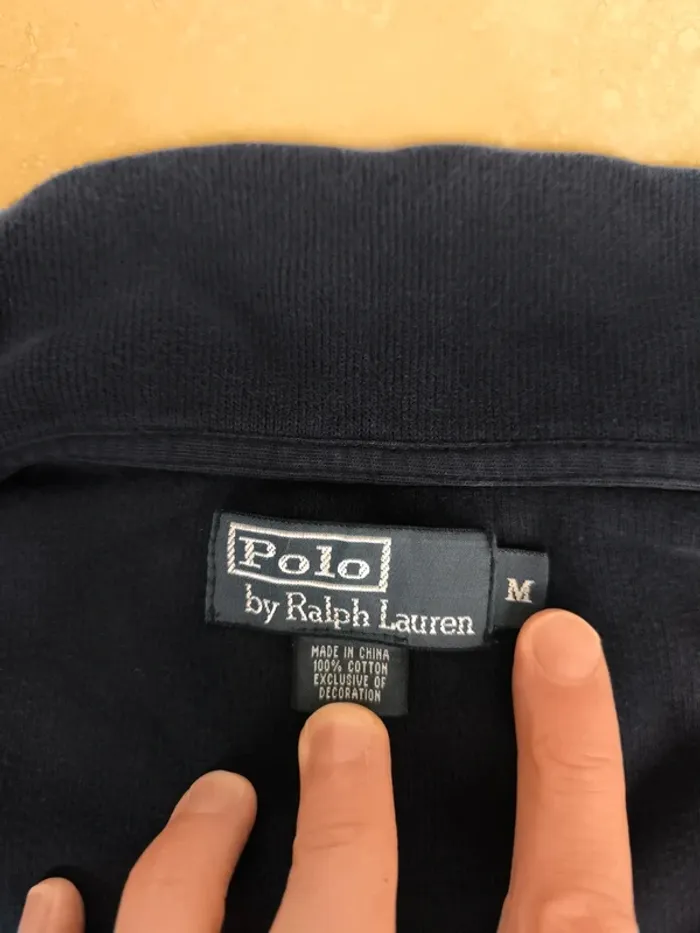 Polo
by Ralph Lauren
M
MADE IN CHINA
100% COTTON
EXCLUSIVE OF
DECORATION